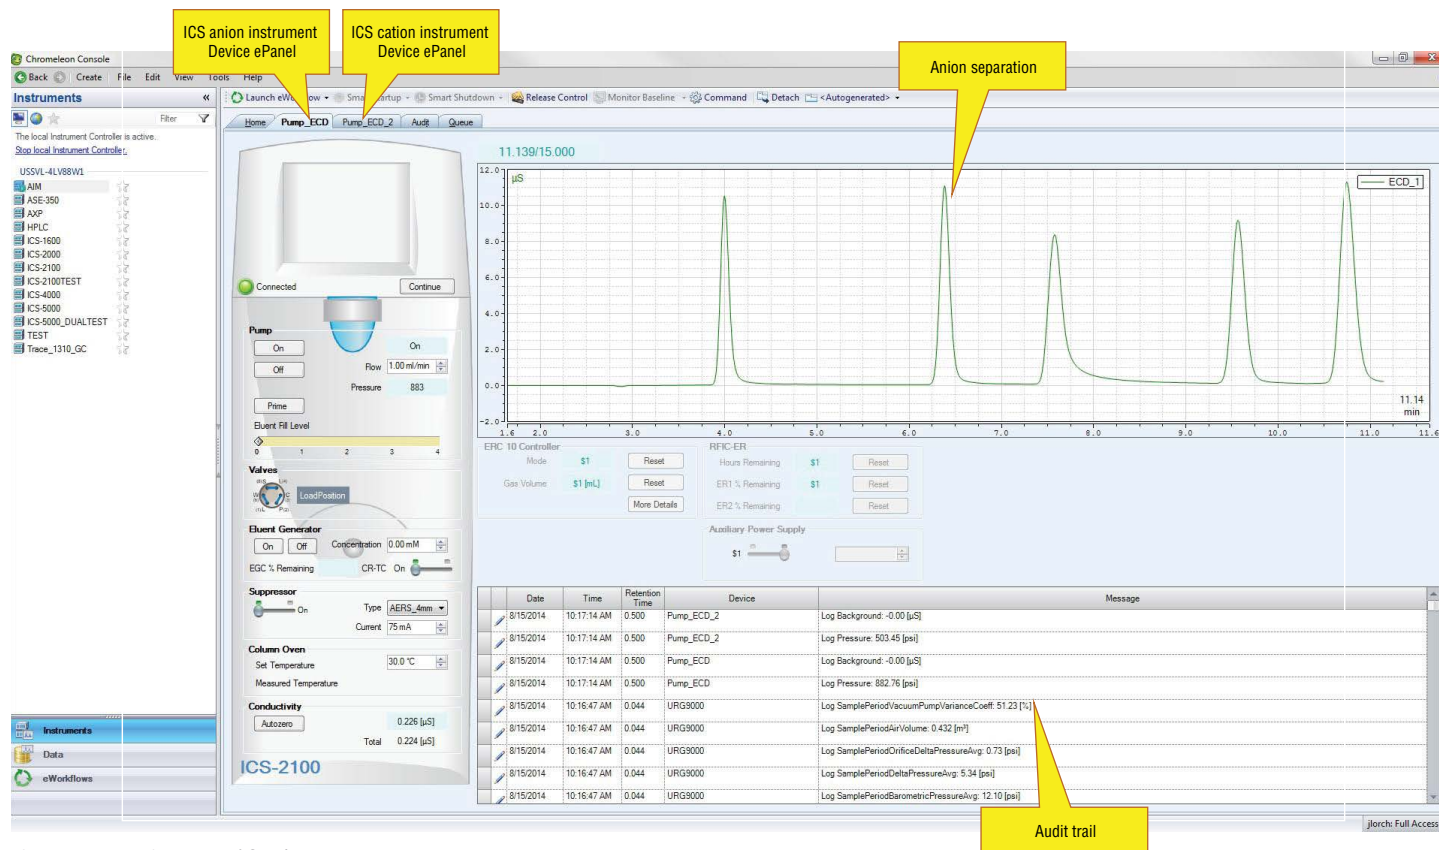 ICS anion instrument
Device ePanel
ICS cation instrument
Device ePanel
Anion separation
Chromeleon Console
Back Create File Edit View Tools Help
Instruments «
Launch eWorkflow Smart Startup Smart Shutdown Release Control Monitor Baseline Command Detach <Autogenerated>
Filter
Home Pump_ECD Pump_ECD_2 Audit Queue
The local Instrument Controller is active.
Stop local Instrument Controller.
USSVL-4LV88W1
AIM
ASE-350
AXP
HPLC
ICS-1600
ICS-2000
ICS-2100
ICS-2100TEST
ICS-4000
ICS-5000
ICS-5000_DUALTEST
TEST
Trace_1310_GC
Instruments
Data
eWorkflows
Connected Continue
Pump
On On
Off Flow 1.00 ml/min
Pressure 883
Prime
Eluent Fill Level
0 1 2 3 4
Valves
LoadPosition
Eluent Generator
On Off Concentration 0.00 mM
EGC % Remaining CR-TC On
Suppressor
On Type AERS_4mm
Current 75 mA
Column Oven
Set Temperature 30.0 °C
Measured Temperature
Conductivity
Autozero 0.226 [µS]
Total 0.224 [µS]
ICS-2100
11.139/15.000
12.0 µS ECD_1
10.0
8.0
6.0
4.0
2.0
0.0
11.14
min
-2.0
1.6 2.0 3.0 4.0 5.0 6.0 7.0 8.0 9.0 10.0 11.0 11.6
ERC 10 Controller
Mode $1 Reset
Gas Volume $1 [mL] Reset
More Details
RFIC-ER
Hours Remaining $1 Reset
ER1 % Remaining $1 Reset
ER2 % Remaining Reset
Auxiliary Power Supply
$1
Date Time Retention Time Device Message
8/15/2014 10:17:14 AM 0.500 Pump_ECD_2 Log Background: -0.00 [µS]
8/15/2014 10:17:14 AM 0.500 Pump_ECD_2 Log Pressure: 503.45 [psi]
8/15/2014 10:17:14 AM 0.500 Pump_ECD Log Background: -0.00 [µS]
8/15/2014 10:17:14 AM 0.500 Pump_ECD Log Pressure: 882.76 [psi]
8/15/2014 10:16:47 AM 0.044 URG9000 Log SamplePeriodVacuumPumpVarianceCoeff: 51.23 [%]
8/15/2014 10:16:47 AM 0.044 URG9000 Log SamplePeriodAirVolume: 0.432 [m³]
8/15/2014 10:16:47 AM 0.044 URG9000 Log SamplePeriodOrificeDeltaPressureAvg: 0.73 [psi]
8/15/2014 10:16:47 AM 0.044 URG9000 Log SamplePeriodDeltaPressureAvg: 5.34 [psi]
8/15/2014 10:16:47 AM 0.044 URG9000 Log SamplePeriodBarometricPressureAvg: 12.10 [psi]
Audit trail
jlorch: Full Access